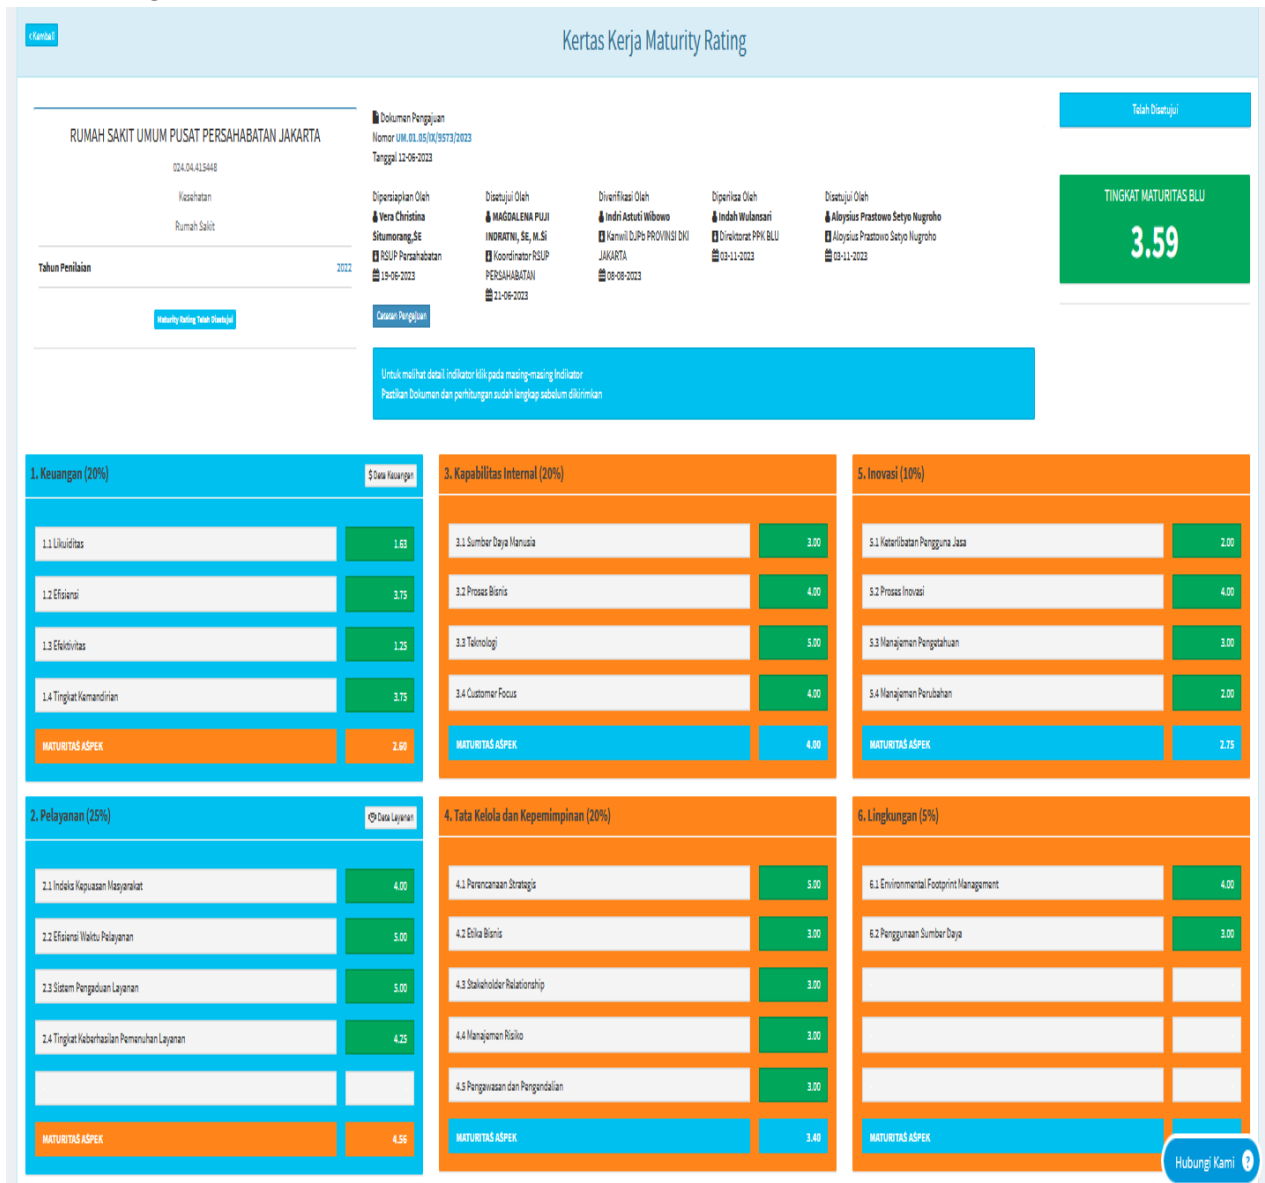 < Kembali
Kertas Kerja Maturity Rating
RUMAH SAKIT UMUM PUSAT PERSAHABATAN JAKARTA
024.04.415448
Kesehatan
Rumah Sakit
Tahun Penilaian 2022
Maturity Rating Telah Disetujui
Dokumen Pengajuan
Nomor UM.01.05/IX/9573/2023
Tanggal 12-06-2023
Dipersiapkan Oleh
Vera Christina
Situmorang,SE
RSUP Persahabatan
19-06-2023
Disetujui Oleh
MAGDALENA PUJI
INDRATNI, SE, M.Si
Koordinator RSUP
PERSAHABATAN
21-06-2023
Diverifikasi Oleh
Indri Astuti Wibowo
Kanwil DJPb PROVINSI DKI
JAKARTA
08-08-2023
Diperiksa Oleh
Indah Wulansari
Direktorat PPK BLU
03-11-2023
Disetujui Oleh
Aloysius Prastowo Setyo Nugroho
Aloysius Prastowo Setyo Nugroho
03-11-2023
Catatan Pengajuan
Untuk melihat detail indikator klik pada masing-masing Indikator
Pastikan Dokumen dan perhitungan sudah lengkap sebelum dikirimkan
Telah Disetujui
TINGKAT MATURITAS BLU
3.59
1. Keuangan (20%)
$ Data Keuangan
1.1 Likuiditas 1.63
1.2 Efisiensi 3.75
1.3 Efektivitas 1.25
1.4 Tingkat Kemandirian 3.75
MATURITAS ASPEK 2.60
2. Pelayanan (25%)
Data Layanan
2.1 Indeks Kepuasan Masyarakat 4.00
2.2 Efisiensi Waktu Pelayanan 5.00
2.3 Sistem Pengaduan Layanan 5.00
2.4 Tingkat Keberhasilan Pemenuhan Layanan 4.25
MATURITAS ASPEK 4.56
3. Kapabilitas Internal (20%)
3.1 Sumber Daya Manusia 3.00
3.2 Proses Bisnis 4.00
3.3 Teknologi 5.00
3.4 Customer Focus 4.00
MATURITAS ASPEK 4.00
4. Tata Kelola dan Kepemimpinan (20%)
4.1 Perencanaan Strategis 5.00
4.2 Etika Bisnis 3.00
4.3 Stakeholder Relationship 3.00
4.4 Manajemen Risiko 3.00
4.5 Pengawasan dan Pengendalian 3.00
MATURITAS ASPEK 3.40
5. Inovasi (10%)
5.1 Keterlibatan Pengguna Jasa 2.00
5.2 Proses Inovasi 4.00
5.3 Manajemen Pengetahuan 3.00
5.4 Manajemen Perubahan 2.00
MATURITAS ASPEK 2.75
6. Lingkungan (5%)
6.1 Environmental Footprint Management 4.00
6.2 Penggunaan Sumber Daya 3.00
MATURITAS ASPEK
Hubungi Kami ?